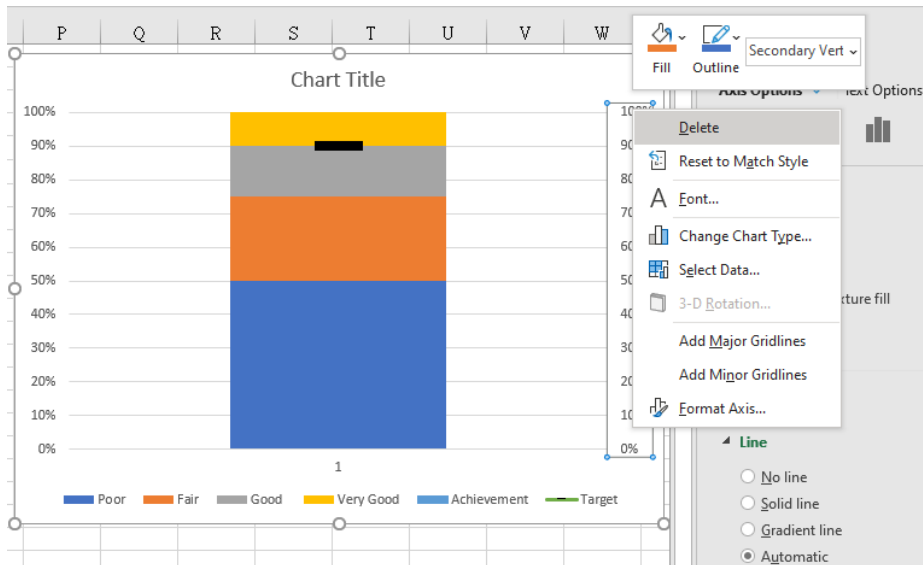 P Q R S T U V W
Secondary Vert
Fill Outline
Axis Options Text Options
Chart Title
100%
90%
80%
70%
60%
50%
40%
30%
20%
10%
0%
1
Poor Fair Good Very Good Achievement Target
0%
Delete
Reset to Match Style
Font...
Change Chart Type...
Select Data...
3-D Rotation...
Add Major Gridlines
Add Minor Gridlines
Format Axis...
Line
No line
Solid line
Gradient line
Automatic